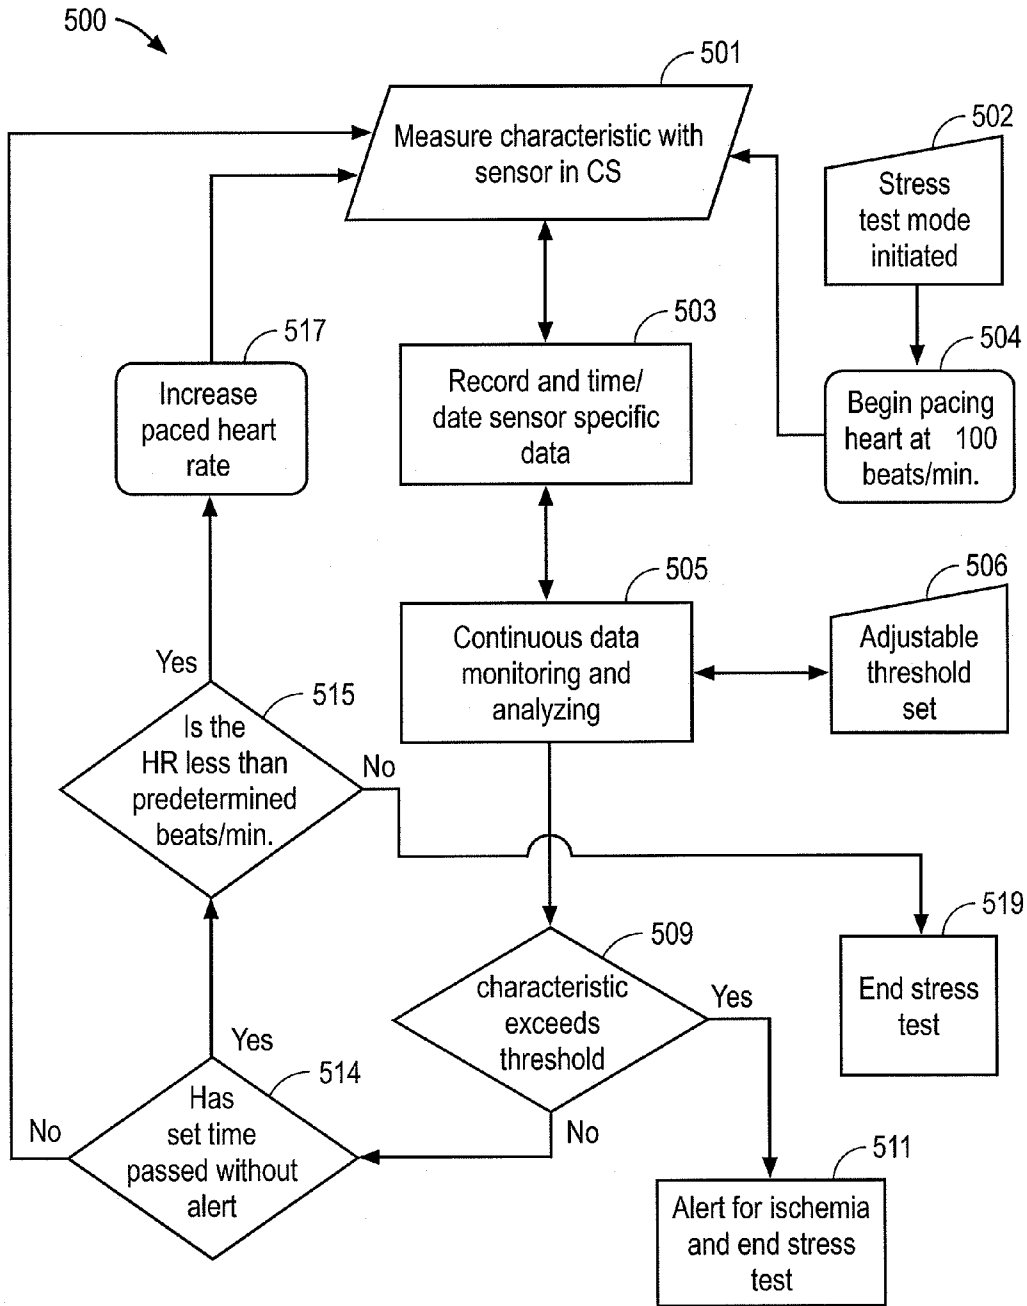 500
501
Measure characteristic with
sensor in CS
502
Stress
test mode
initiated
503
Record and time/
date sensor specific
data
504
Begin pacing
heart at 100
beats/min.
517
Increase
paced heart
rate
505
Continuous data
monitoring and
analyzing
506
Adjustable
threshold
set
Yes
515
Is the
HR less than
predetermined
beats/min.
No
509
characteristic
exceeds
threshold
Yes
No
519
End stress
test
Yes
514
Has
set time
passed without
alert
No
511
Alert for ischemia
and end stress
test